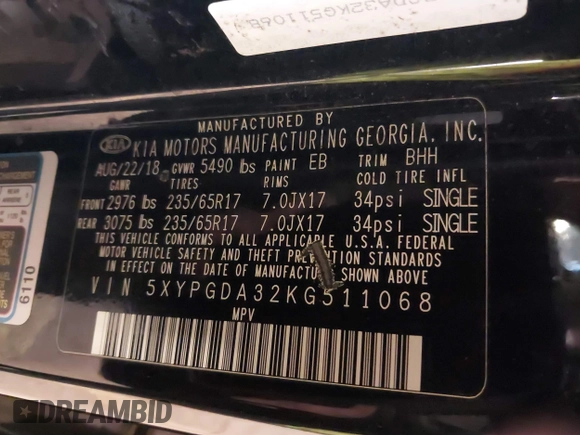 DA32KG511068
MANUFACTURED BY
KIA KIA MOTORS MANUFACTURING GEORGIA, INC.
AUG/22/18 GVWR 5490 lbs PAINT EB TRIM BHH
GAWR TIRES RIMS COLD TIRE INFL
FRONT 2976 lbs 235/65R17 7.0JX17 34psi SINGLE
REAR 3075 lbs 235/65R17 7.0JX17 34psi SINGLE
THIS VEHICLE CONFORMS TO ALL APPLICABLE U.S.A. FEDERAL
MOTOR VEHICLE SAFETY AND THEFT PREVENTION STANDARDS
IN EFFECT ON THE DATE OF MANUFACTURE SHOWN ABOVE
VIN 5XYPGDA32KG511068
MPV
6110
DREAMBID